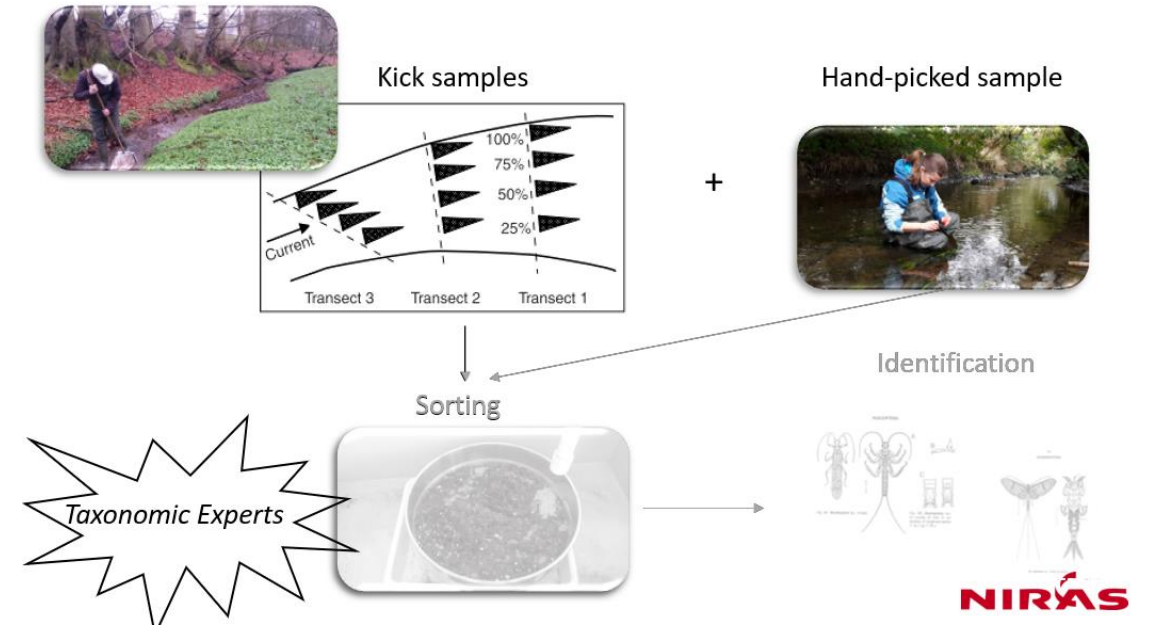 Kick samples
Hand-picked sample
100%
75%
50%
25%
+
Current
Transect 3
Transect 2
Transect 1
Identification
Sorting
Taxonomic Experts
NIRAS